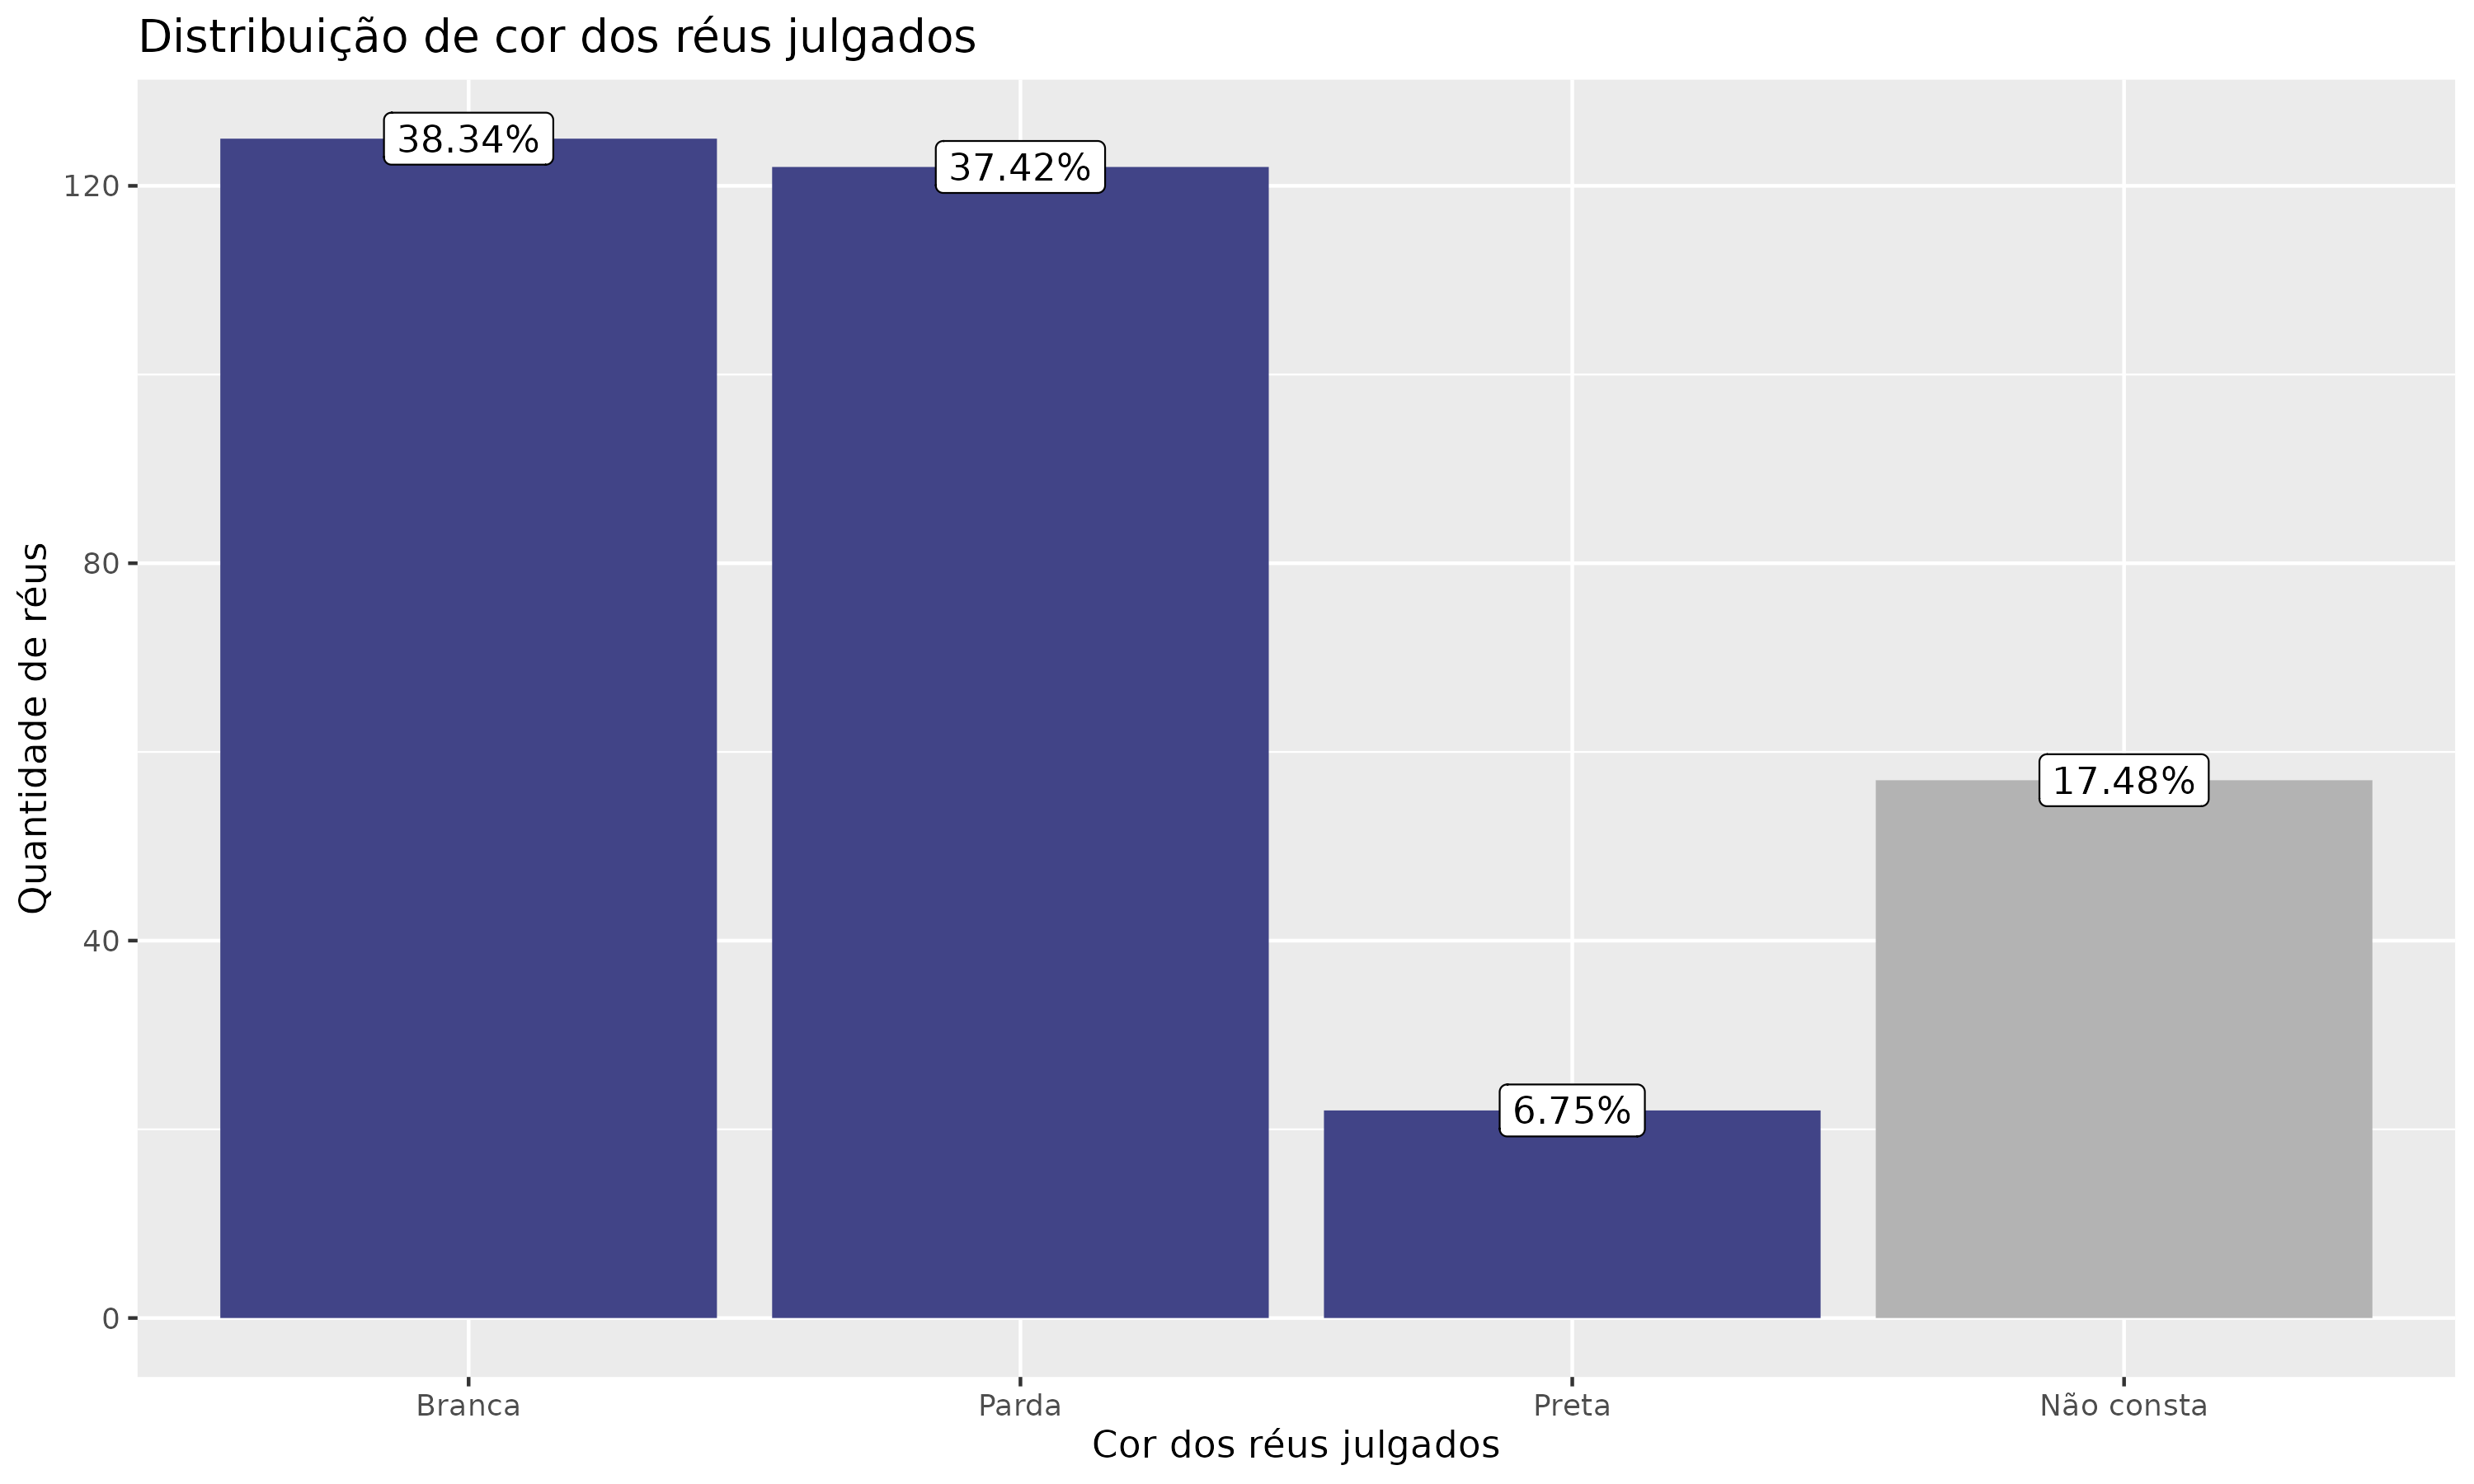 Distribuição de cor dos réus julgados
38.34%
37.42%
120
80
17.48%
40
6.75%
0
Quantidade de réus
Branca
Parda
Preta
Não consta
Cor dos réus julgados